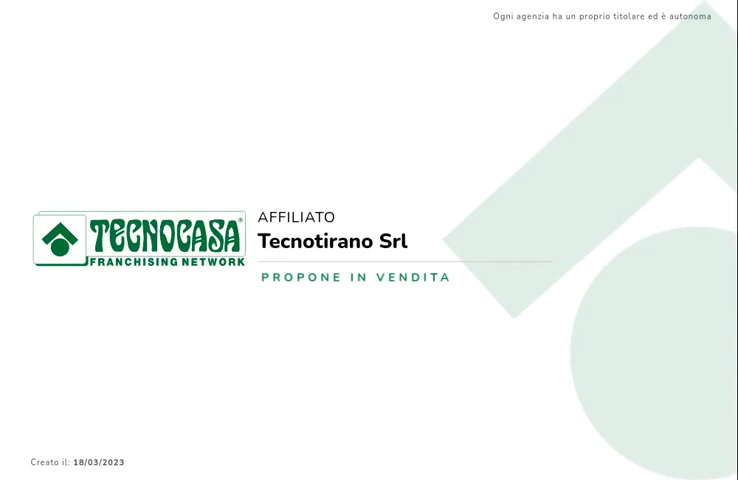 Ogni agenzia ha un proprio titolare ed è autonoma
AFFILIATO
TECNOCASA®
Tecnotirano Srl
FRANCHISING NETWORK
PROPONE IN VENDITA
Creato il: 18/03/2023